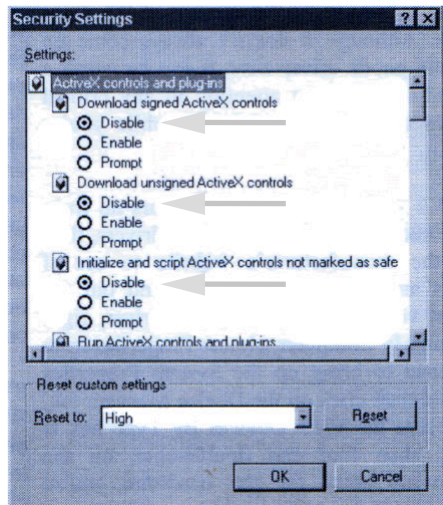 Security Settings
Settings:
ActiveX controls and plug-ins
Download signed ActiveX controls
Disable
Enable
Prompt
Download unsigned ActiveX controls
Disable
Enable
Prompt
Initialize and script ActiveX controls not marked as safe
Disable
Enable
Prompt
Run ActiveX controls and plug-ins
Reset custom settings
Reset to: High Reset
OK Cancel